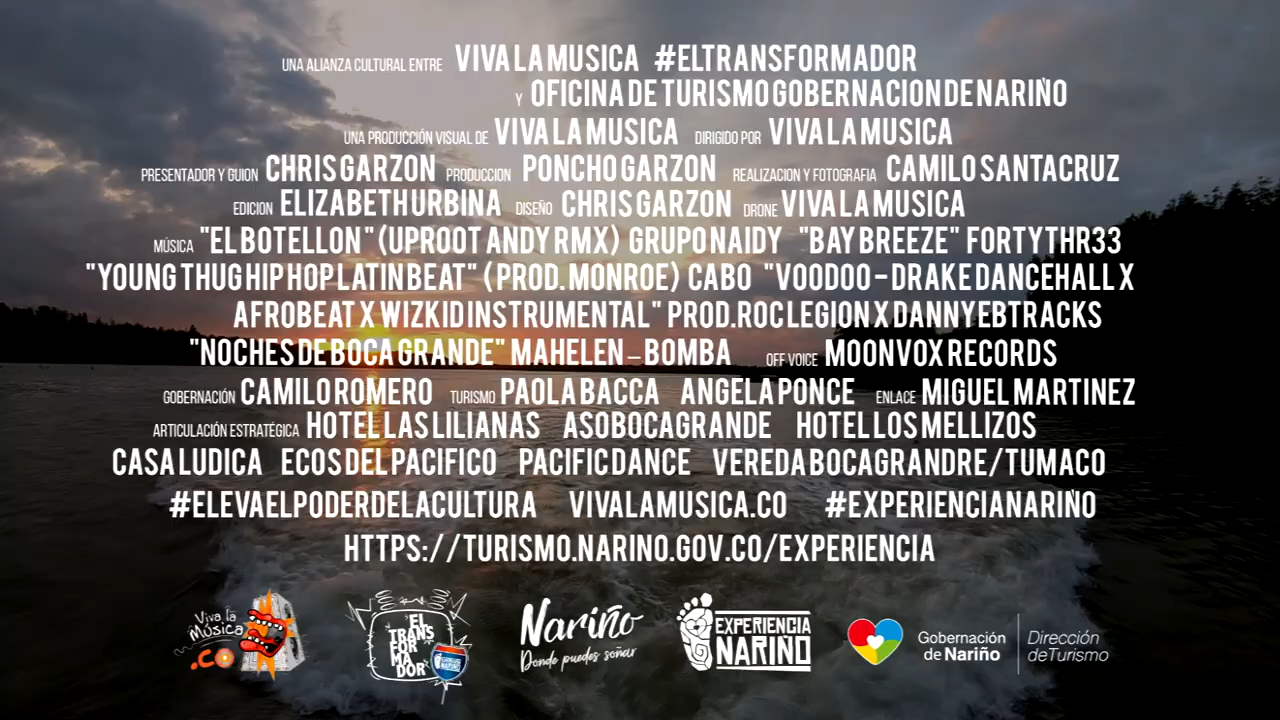 UNA ALIANZA CULTURAL ENTRE VIVA LA MUSICA #ELTRANSFORMADOR
Y OFICINA DE TURISMO GOBERNACION DE NARIÑO
UNA PRODUCCIÓN VISUAL DE VIVA LA MUSICA DIRIGIDO POR VIVA LA MUSICA
PRESENTADOR Y GUION CHRIS GARZON PRODUCCION PONCHO GARZON REALIZACION Y FOTOGRAFIA CAMILO SANTACRUZ
EDICION ELIZABETH URBINA DISEÑO CHRIS GARZON DRONE VIVA LA MUSICA
MÚSICA "EL BOTELLON" (UPROOT ANDY RMX) GRUPO NAIDY "BAY BREEZE" FORTYTHR33
"YOUNG THUG HIP HOP LATIN BEAT" (PROD. MONROE) CABO "VOODOO - DRAKE DANCEHALL X
AFROBEAT X WIZKID INSTRUMENTAL" PROD. ROC LEGION X DANNYEBTRACKS
"NOCHES DE BOCA GRANDE" MAHELEN - BOMBA OFF VOICE MOONVOX RECORDS
GOBERNACIÓN CAMILO ROMERO TURISMO PAOLA BACCA ANGELA PONCE ENLACE MIGUEL MARTINEZ
ARTICULACIÓN ESTRATÉGICA HOTEL LAS LILIANAS ASOBOCAGRANDE HOTEL LOS MELLIZOS
CASA LUDICA ECOS DEL PACIFICO PACIFIC DANCE VEREDA BOCAGRANDRE/TUMACO
#ELEVAELPODERDELACULTURA VIVALAMUSICA.CO #EXPERIENCIANARIÑO
HTTPS://TURISMO.NARINO.GOV.CO/EXPERIENCIA
Viva la
Música
.CO
EL
TRANS
FOR
MA
DOR
Nariño
Donde puedes soñar
EXPERIENCIA
NARIÑO
Gobernación
de Nariño
Dirección
deTurismo